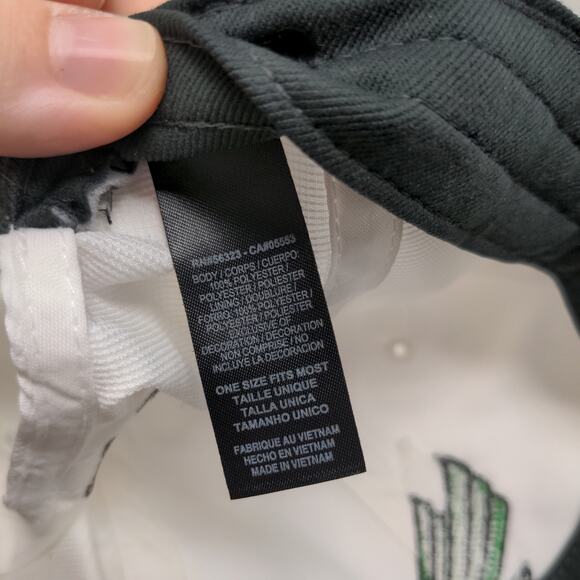 RN#56323 - CA#05553
BODY / CORPS / CUERPO:
100% POLYESTER /
POLYESTER / POLIESTER
LINING / DOUBLURE /
FORRO: 100% POLYESTER /
POLYESTER / POLIESTER
EXCLUSIVE OF
DECORATION / DECORATION
NON COMPRISE / NO
INCLUYE LA DECORACION
ONE SIZE FITS MOST
TAILLE UNIQUE
TALLA UNICA
TAMANHO UNICO
FABRIQUE AU VIETNAM
HECHO EN VIETNAM
MADE IN VIETNAM